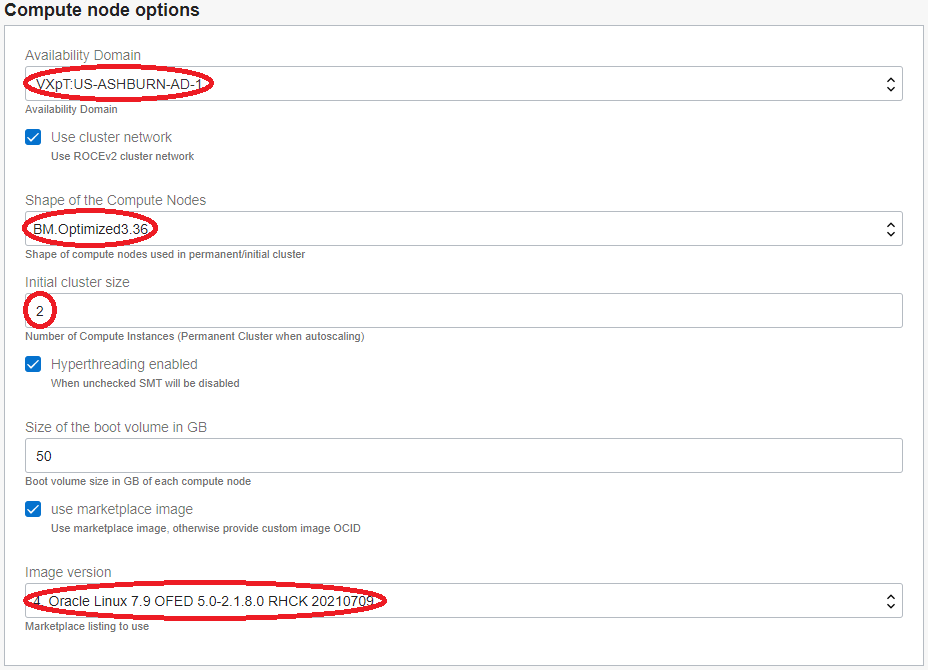 Compute node options
Availability Domain
VXpT:US-ASHBURN-AD-1
Availability Domain
Use cluster network
Use ROCEv2 cluster network
Shape of the Compute Nodes
BM.Optimized3.36
Shape of compute nodes used in permanent/initial cluster
Initial cluster size
2
Number of Compute Instances (Permanent Cluster when autoscaling)
Hyperthreading enabled
When unchecked SMT will be disabled
Size of the boot volume in GB
50
Boot volume size in GB of each compute node
use marketplace image
Use marketplace image, otherwise provide custom image OCID
Image version
4. Oracle Linux 7.9 OFED 5.0-2.1.8.0 RHCK 20210709
Marketplace listing to use